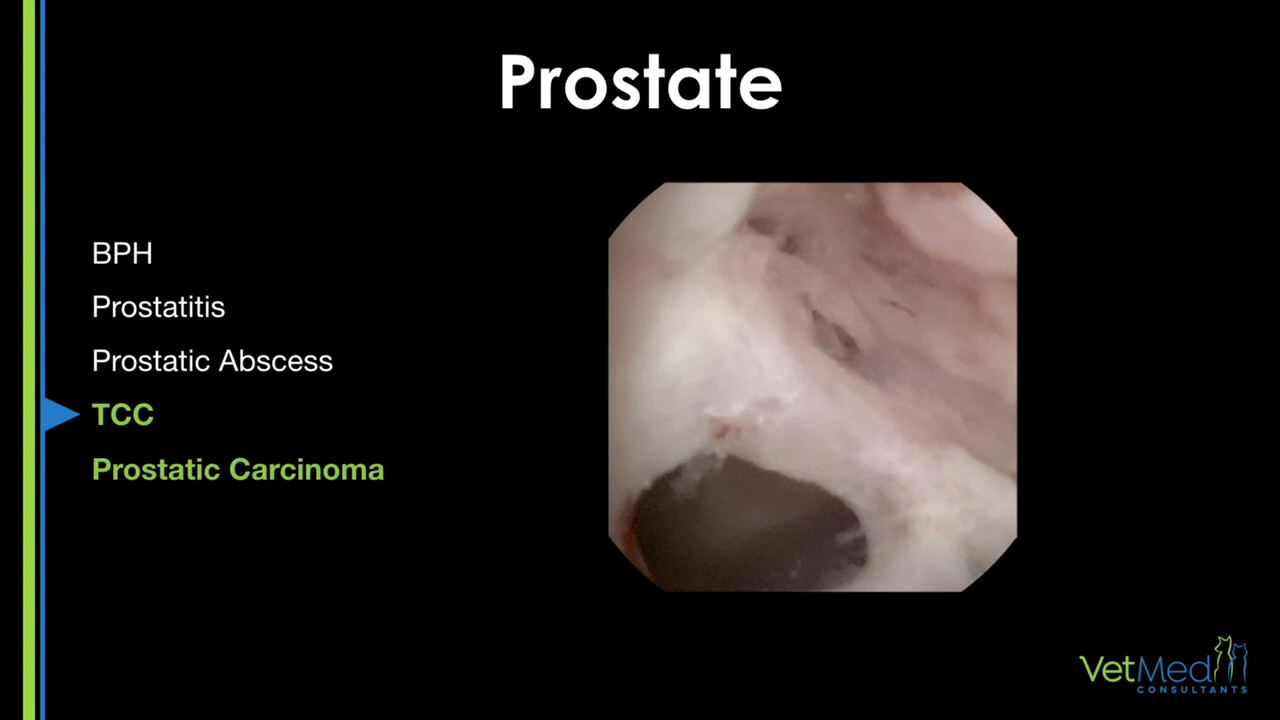 Prostate
BPH
Prostatitis
Prostatic Abscess
TCC
Prostatic Carcinoma
VetMed
CONSULTANTS